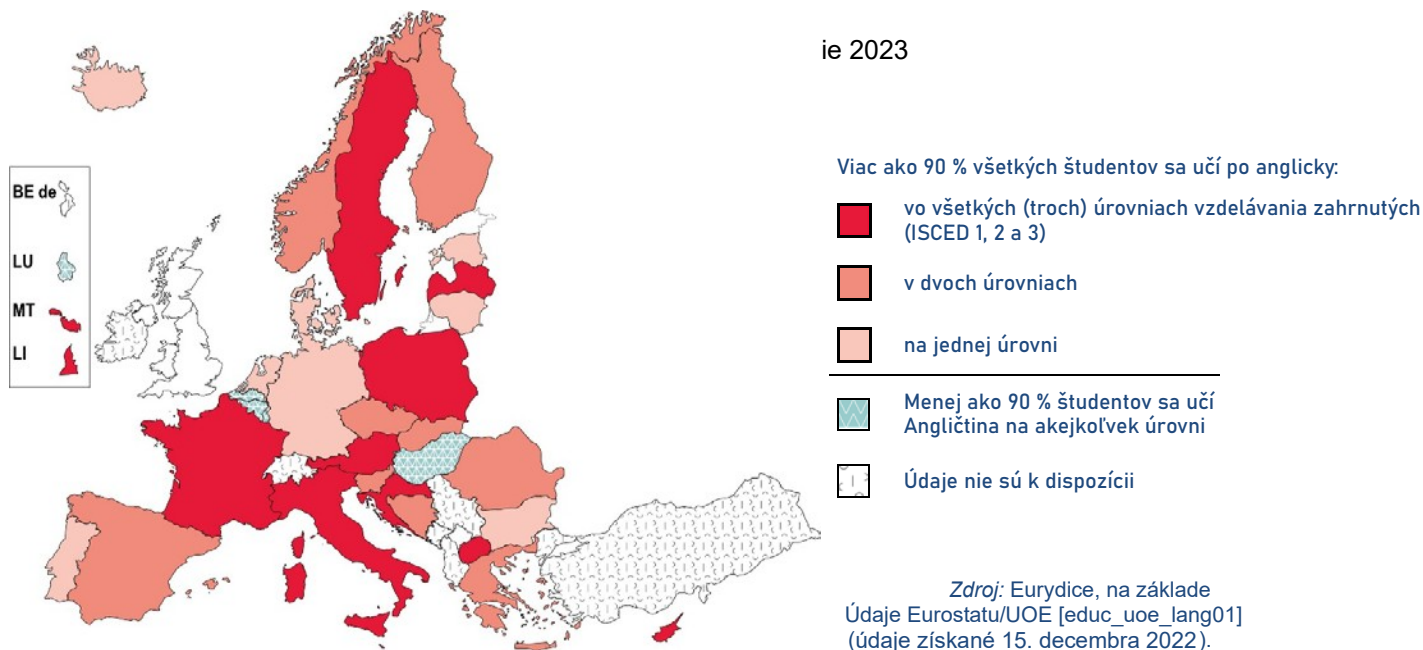 ie 2023
BE de
LU
MT
LI
Viac ako 90 % všetkých študentov sa učí po anglicky:
vo všetkých (troch) úrovniach vzdelávania zahrnutých
(ISCED 1, 2 a 3)
v dvoch úrovniach
na jednej úrovni
Menej ako 90 % študentov sa učí
Angličtina na akejkoľvek úrovni
Údaje nie sú k dispozícii
Zdroj: Eurydice, na základe
Údaje Eurostatu/UOE [educ_uoe_lang01]
(údaje získané 15. decembra 2022).